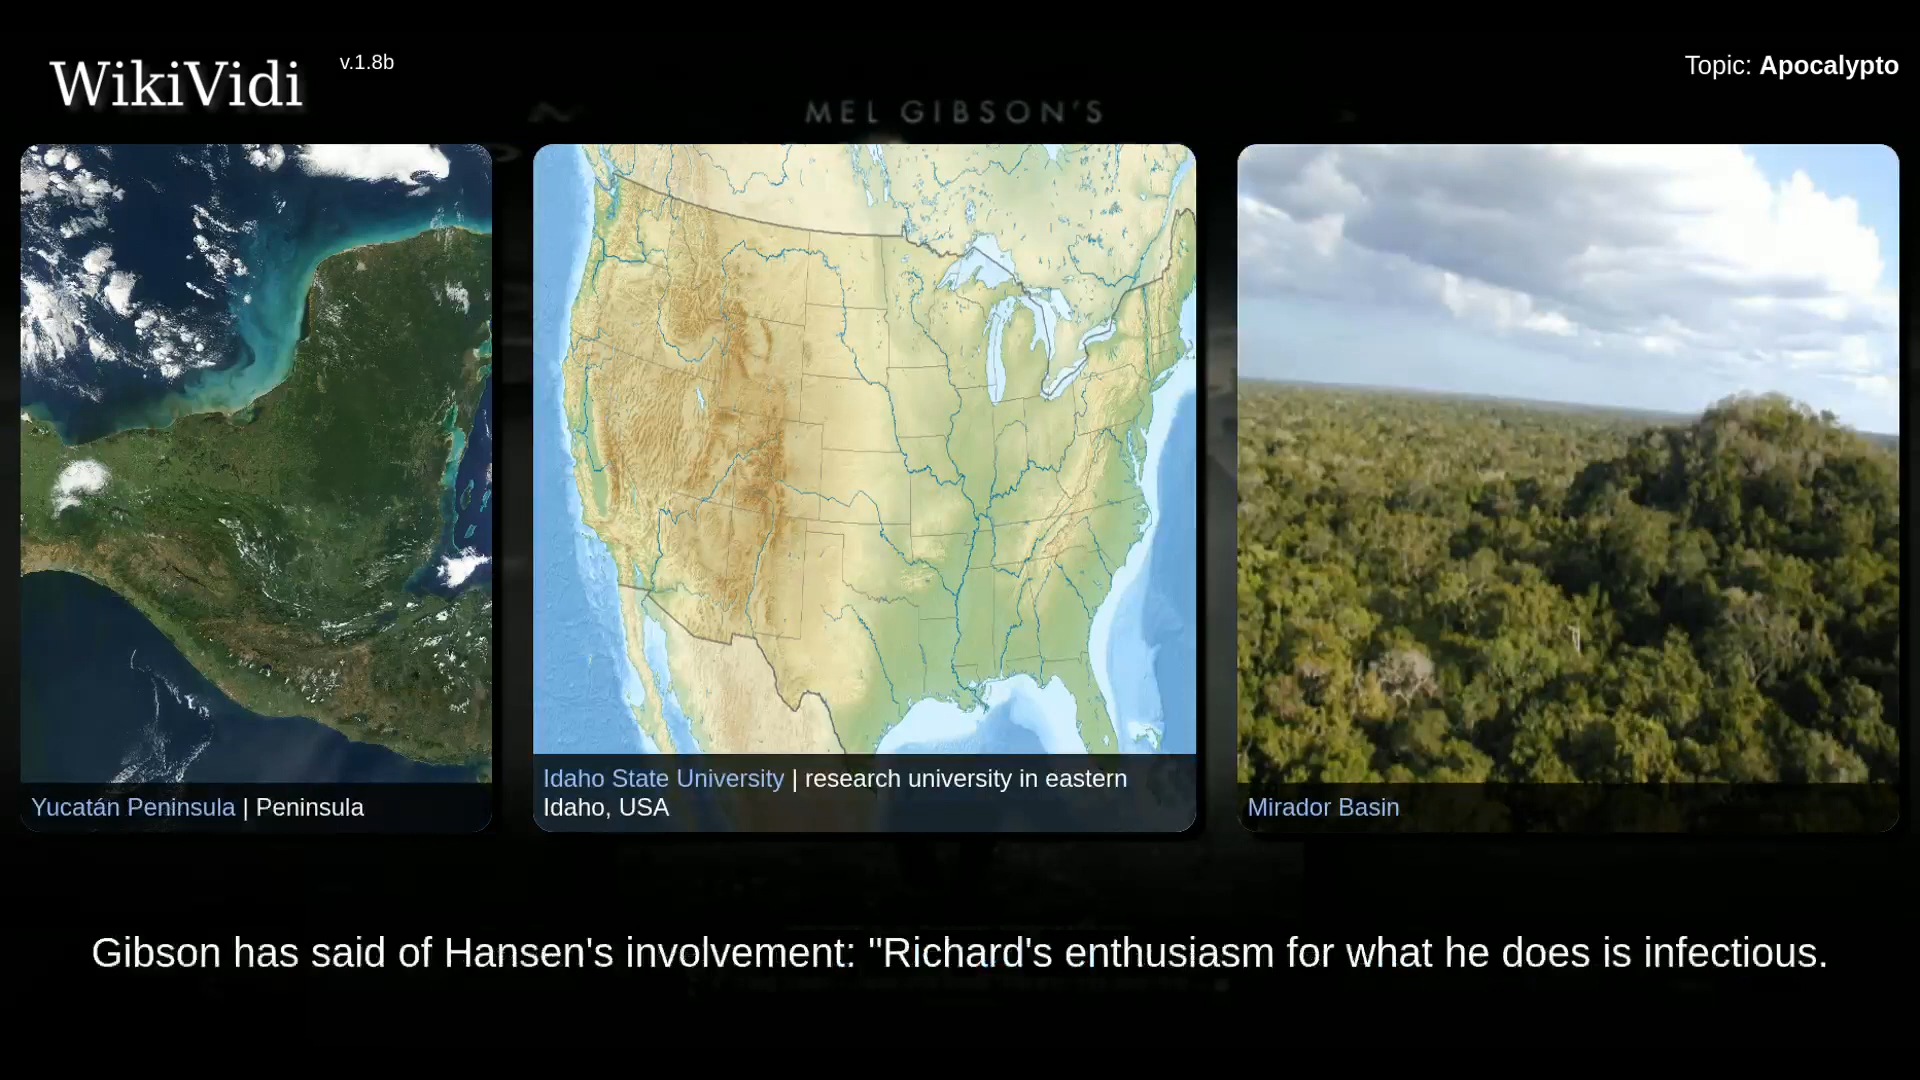 WikiVidi
v.1.8b
Topic: Apocalypto
MEL GIBSON'S
Yucatán Peninsula | Peninsula
Idaho State University | research university in eastern
Idaho, USA
Mirador Basin
Gibson has said of Hansen's involvement: "Richard's enthusiasm for what he does is infectious.